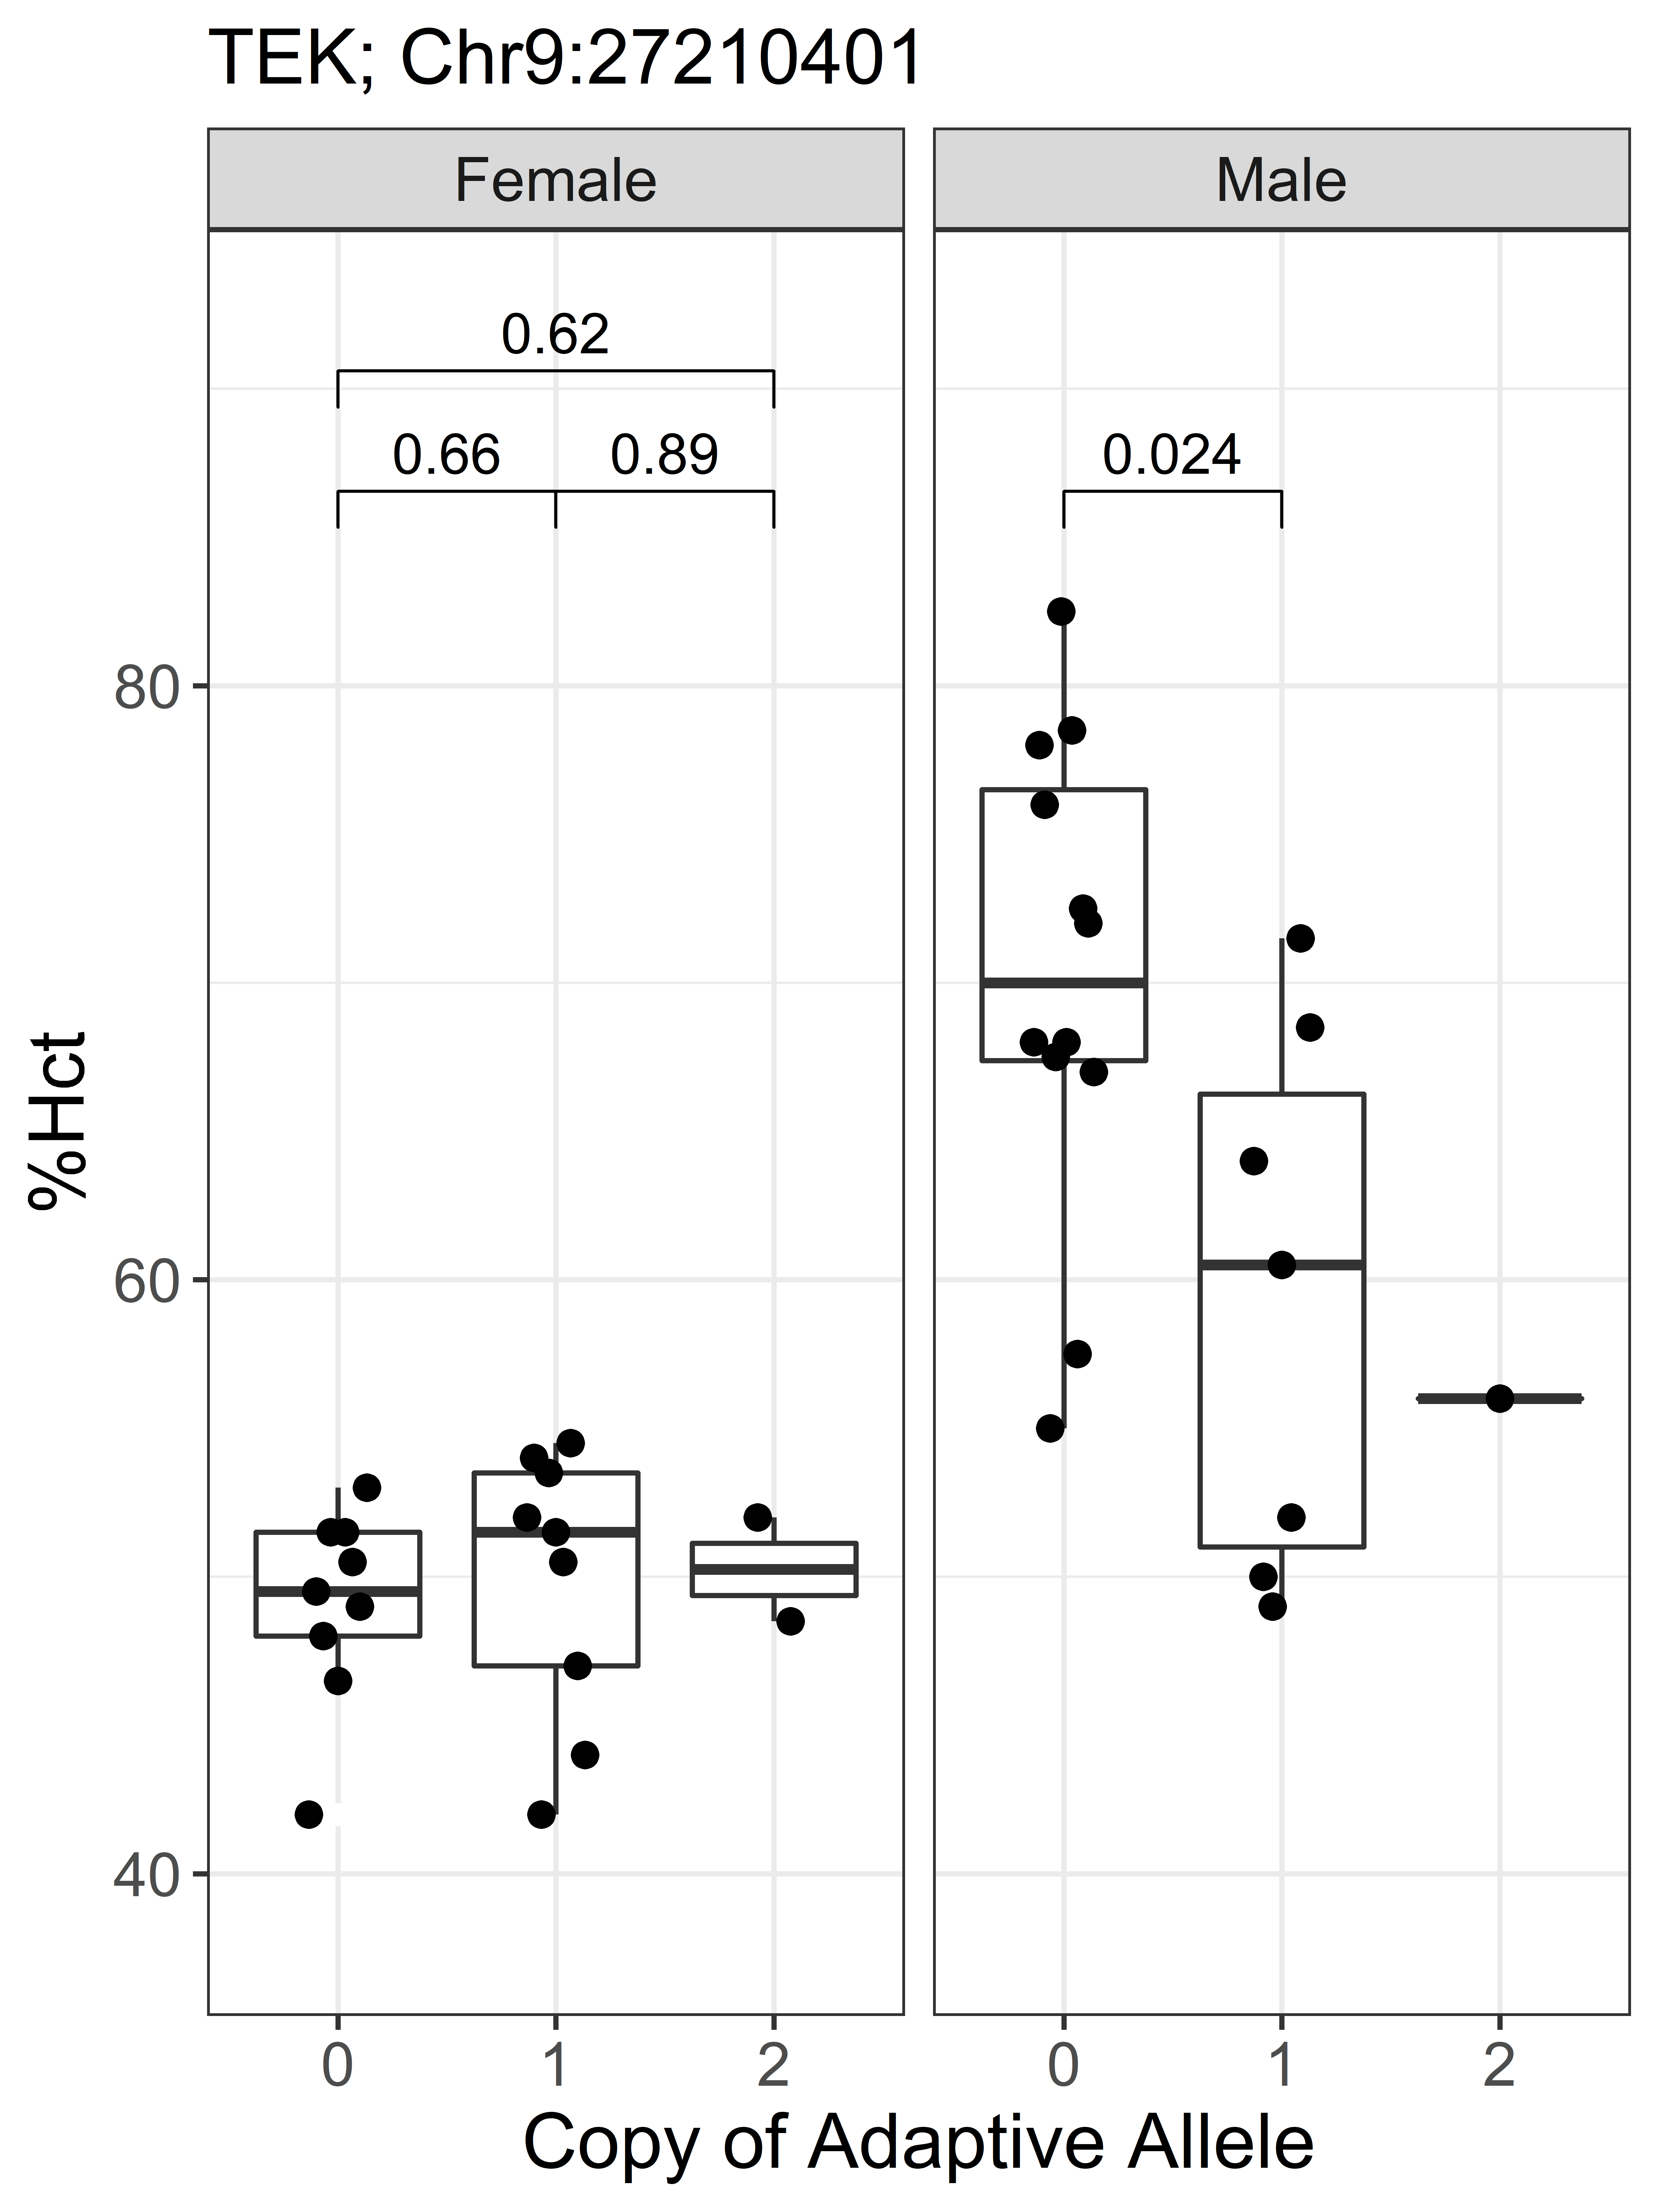 TEK; Chr9:27210401
Female
Male
0.62
0.66
0.89
0.024
%Hct
80
60
40
0
1
2
0
1
2
Copy of Adaptive Allele